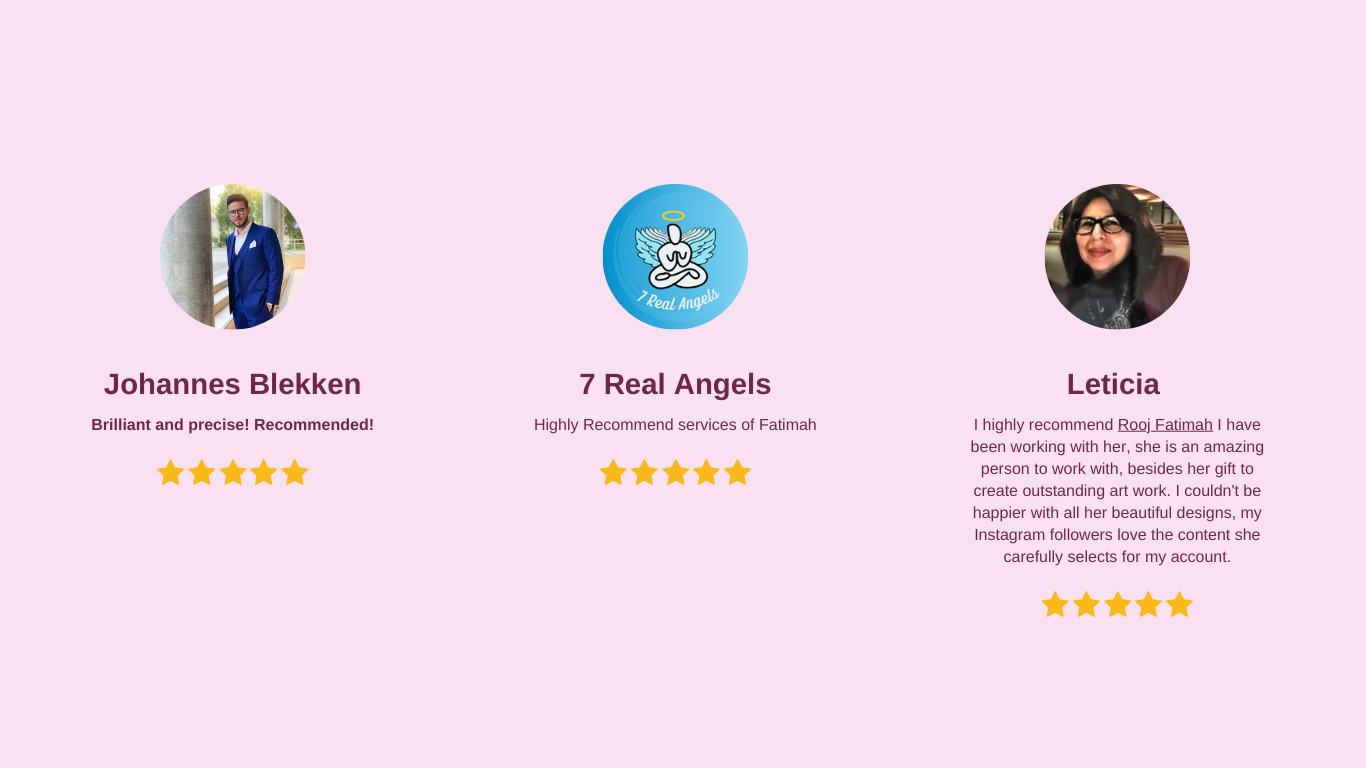 7 Real Angels
Johannes Blekken
Brilliant and precise! Recommended!
7 Real Angels
Highly Recommend services of Fatimah
Leticia
I highly recommend Rooj Fatimah I have
been working with her, she is an amazing
person to work with, besides her gift to
create outstanding art work. I couldn't be
happier with all her beautiful designs, my
Instagram followers love the content she
carefully selects for my account.